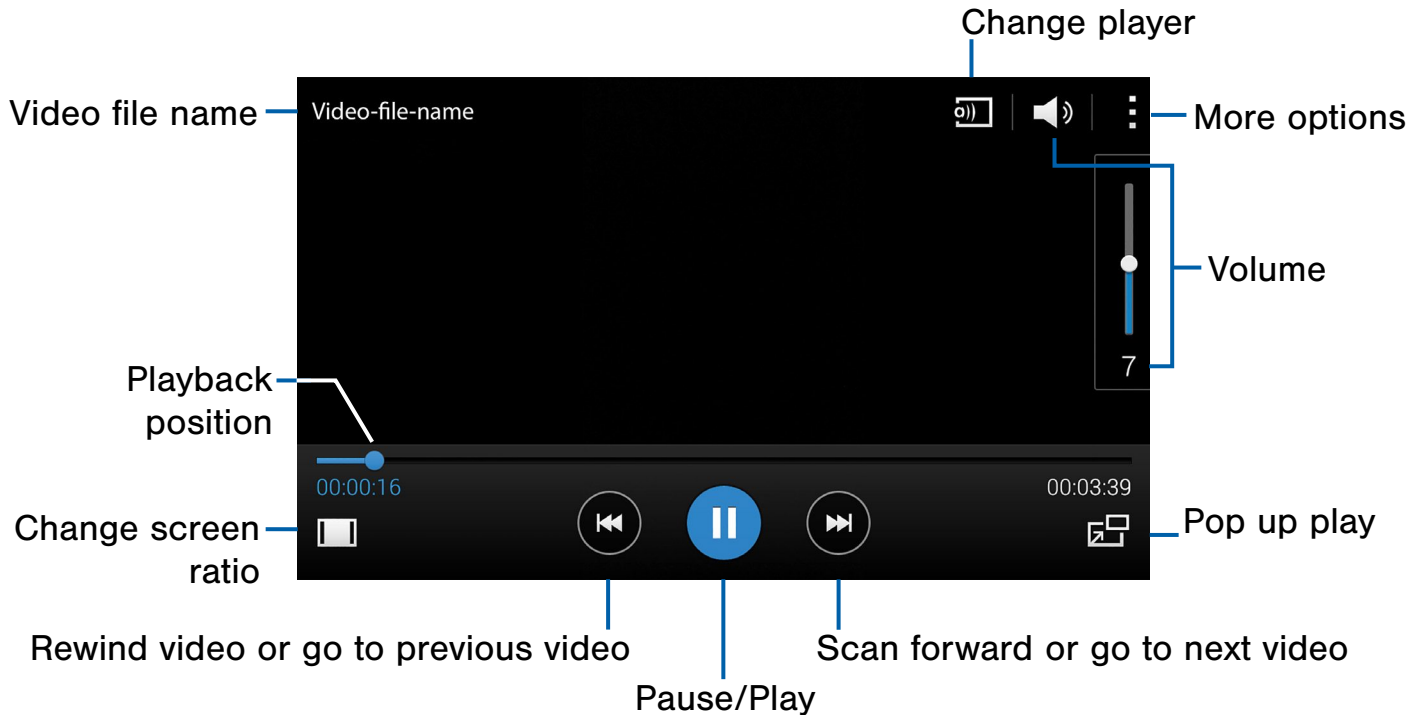 Change player
Video file name
Video-file-name
More options
Volume
7
Playback
position
00:00:16
00:03:39
Change screen
ratio
Pop up play
Rewind video or go to previous video
Scan forward or go to next video
Pause/Play